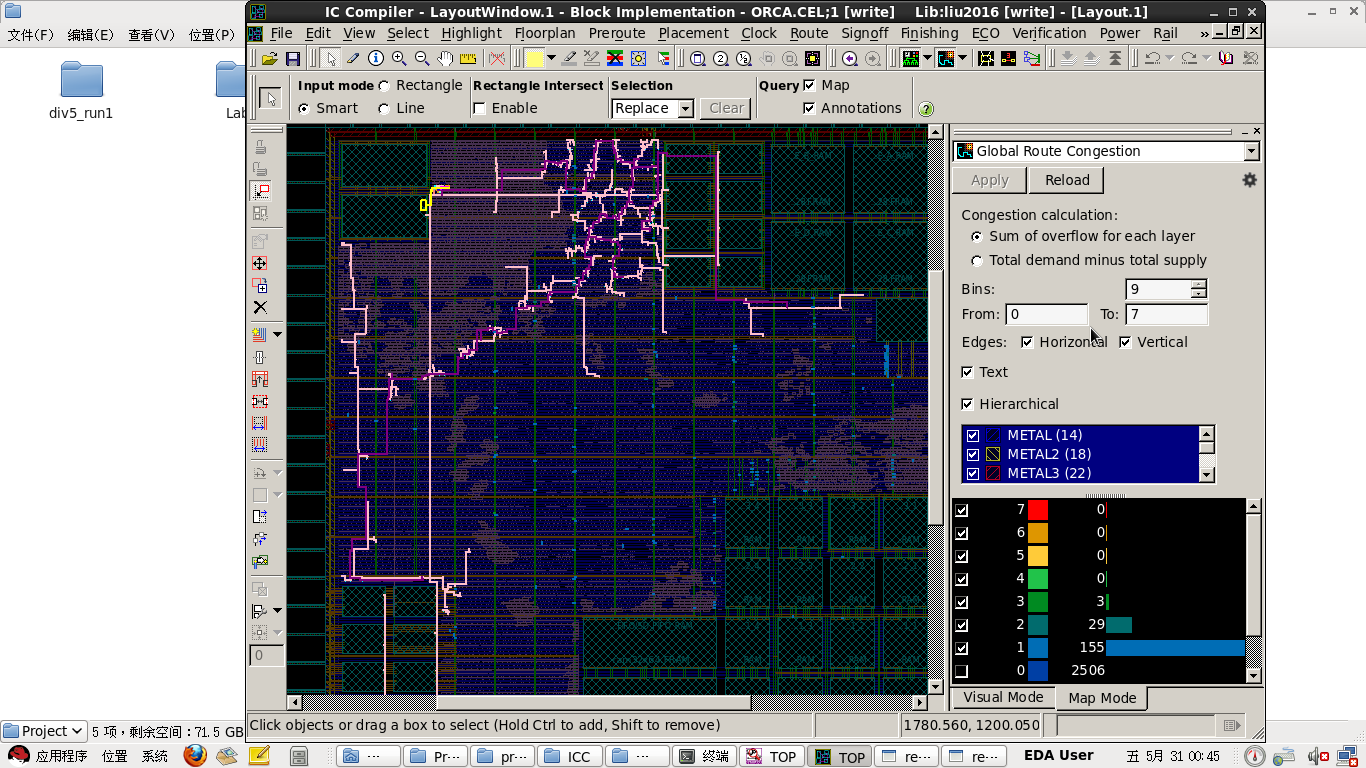 IC Compiler - LayoutWindow.1 - Block Implementation - ORCA.CEL;1 [write]    Lib:liu2016 [write] - [Layout:1]
文件(F) 编辑(E) 查看(V) 位置(P)
File Edit View Select Highlight Floorplan Preroute Placement Clock Route Signoff Finishing ECO Verification Power Rail »
div5_run1
Lab
Input mode Rectangle Rectangle Intersect Selection Query Map
Smart Line Enable Replace Clear Annotations
Global Route Congestion
Apply Reload
Congestion calculation:
Sum of overflow for each layer
Total demand minus total supply
Bins: 9
From: 0 To: 7
Edges: Horizontal Vertical
Text
Hierarchical
METAL (14)
METAL2 (18)
METAL3 (22)
7 0
6 0
5 0
4 0
3 3
2 29
1 155
0 2506
0
Visual Mode Map Mode
Click objects or drag a box to select (Hold Ctrl to add, Shift to remove) 1780.560, 1200.050
Project 5 项，剩余空间：71.5 GB
应用程序 位置 系统 ... Pr··· pr··· ICC ... 终端 TOP TOP re··· re··· EDA User 五 5月 31 00:45